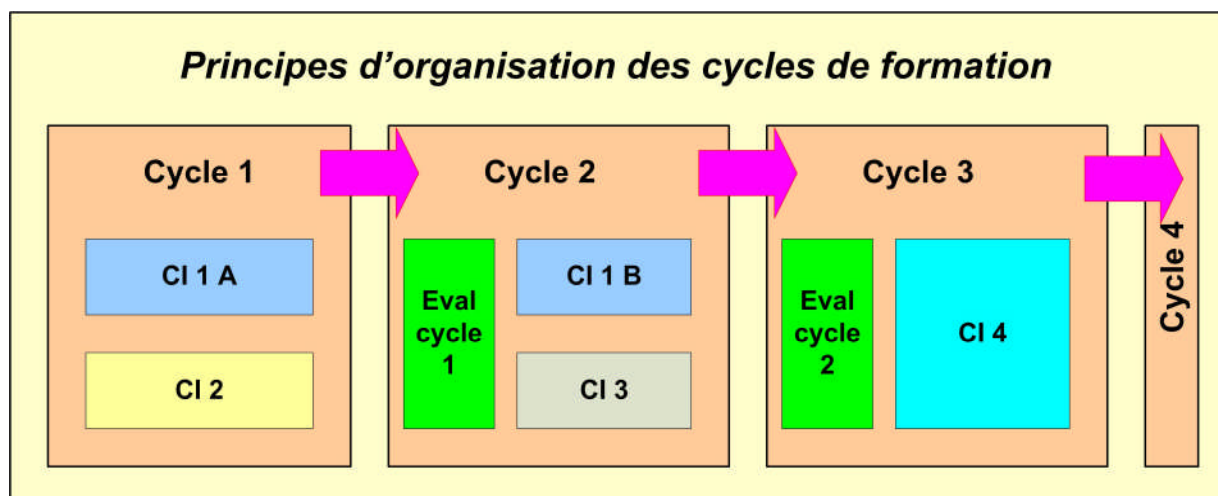 Principes d’organisation des cycles de formation
Cycle 1
CI 1 A
CI 2
Cycle 2
Eval
cycle
1
CI 1 B
CI 3
Cycle 3
Eval
cycle
2
CI 4
Cycle 4